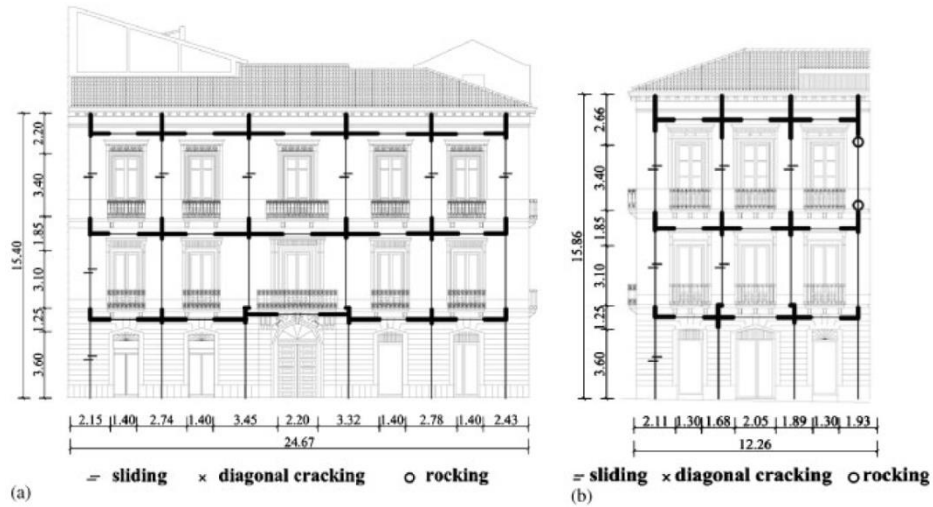 2.20
3.40
1.85
15.40
3.10
1.25
3.60
2.15 1.40 2.74 1.40 3.45 2.20 3.32 1.40 2.78 1.40 2.43
24.67
sliding × diagonal cracking o rocking
(a)
2.66
3.40
1.85
15.86
3.10
1.25
3.60
2.11 1.30 1.68 2.05 1.89 1.30 1.93
12.26
sliding × diagonal cracking o rocking
(b)